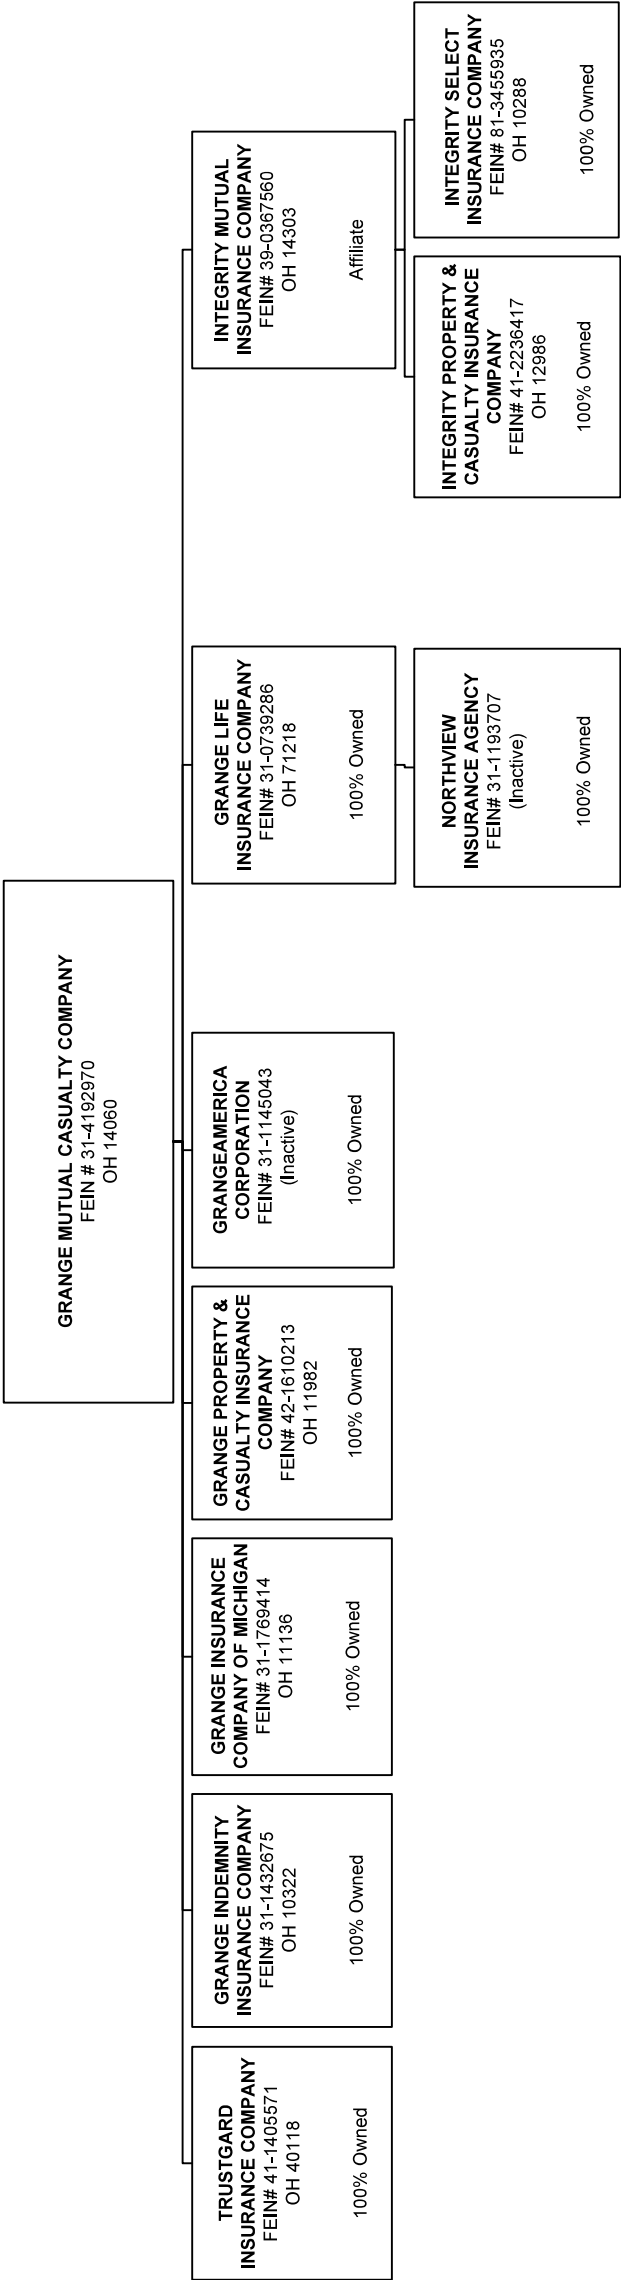 GRANGE MUTUAL CASUALTY COMPANY
FEIN # 31-4192970
OH 14060
TRUSTGARD
INSURANCE COMPANY
FEIN# 41-1405571
OH 40118
100% Owned
GRANGE INDEMNITY
INSURANCE COMPANY
FEIN# 31-1432675
OH 10322
100% Owned
GRANGE INSURANCE
COMPANY OF MICHIGAN
FEIN# 31-1769414
OH 11136
100% Owned
GRANGE PROPERTY &
CASUALTY INSURANCE
COMPANY
FEIN# 42-1610213
OH 11982
100% Owned
GRANGEAMERICA
CORPORATION
FEIN# 31-1145043
(Inactive)
100% Owned
GRANGE LIFE
INSURANCE COMPANY
FEIN# 31-0739286
OH 71218
100% Owned
INTEGRITY MUTUAL
INSURANCE COMPANY
FEIN# 39-0367560
OH 14303
Affiliate
NORTHVIEW
INSURANCE AGENCY
FEIN# 31-1193707
(Inactive)
100% Owned
INTEGRITY PROPERTY &
CASUALTY INSURANCE
COMPANY
FEIN# 41-2236417
OH 12986
100% Owned
INTEGRITY SELECT
INSURANCE COMPANY
FEIN# 81-3455935
OH 10288
100% Owned